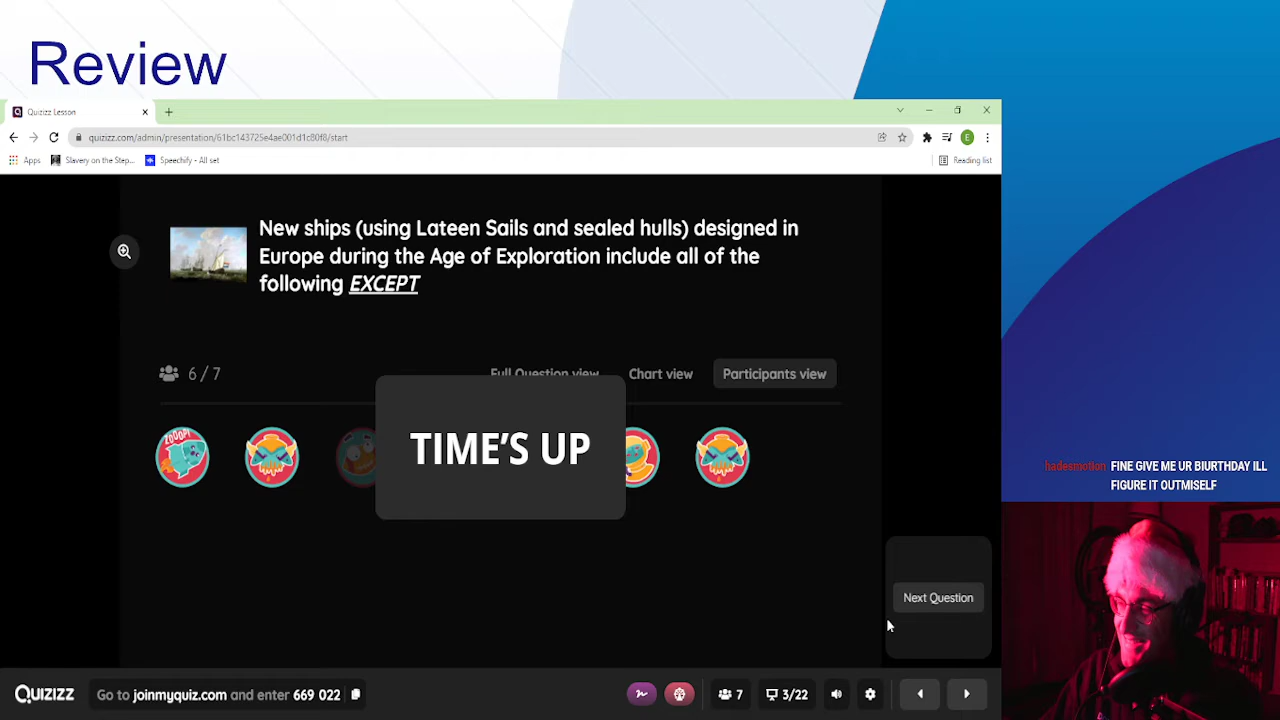 Review
Quizizz Lesson
quizizz.com/admin/presentation/61bc143725e4ae001d1c80f8/start
Apps
Slavery on the Step...
Speechify - All set
Reading list
New ships (using Lateen Sails and sealed hulls) designed in
Europe during the Age of Exploration include all of the
following EXCEPT
6 / 7
Full Question view
Chart view
Participants view
ZOOOP!
TIME'S UP
hadesmotion FINE GIVE ME UR BIURTHDAY ILL
FIGURE IT OUTMISELF
Next Question
QUIZIZZ
Go to joinmyquiz.com and enter 669 022
7
3/22